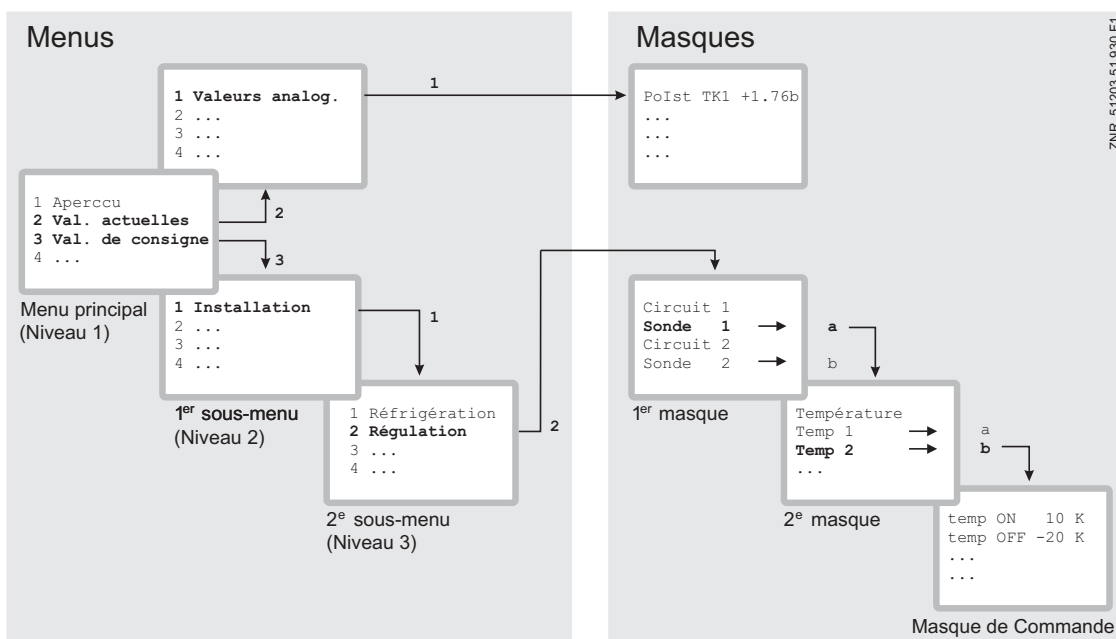 Menus
1 Valeurs analog.
2 ...
3 ...
4 ...
1
1 Aperccu
2 Val. actuelles
3 Val. de consigne
4 ...
2
3
Menu principal
(Niveau 1)
1 Installation
2 ...
3 ...
4 ...
1
1er sous-menu
(Niveau 2)
1 Réfrigération
2 Régulation
3 ...
4 ...
2
2e sous-menu
(Niveau 3)
Masques
PoIst TK1 +1.76b
...
...
...
Circuit 1
Sonde 1 → a
Circuit 2
Sonde 2 → b
1er masque
Température
Temp 1 → a
Temp 2 → b
...
2e masque
temp ON 10 K
temp OFF -20 K
...
...
Masque de Commande
ZNR. 51203 51 930 F1